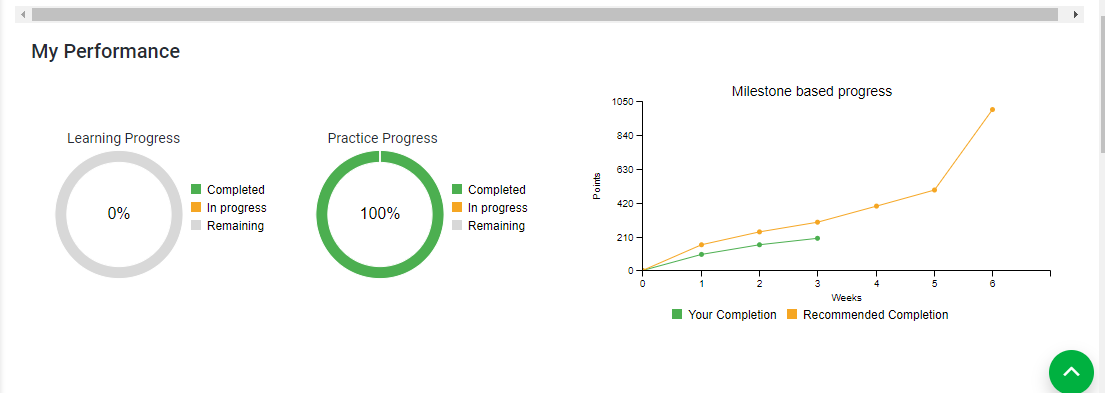 My Performance
Learning Progress
0%
Completed
In progress
Remaining
Practice Progress
100%
Completed
In progress
Remaining
Milestone based progress
Points
1050
840
630
420
210
0
0 1 2 3 4 5 6
Weeks
Your Completion Recommended Completion